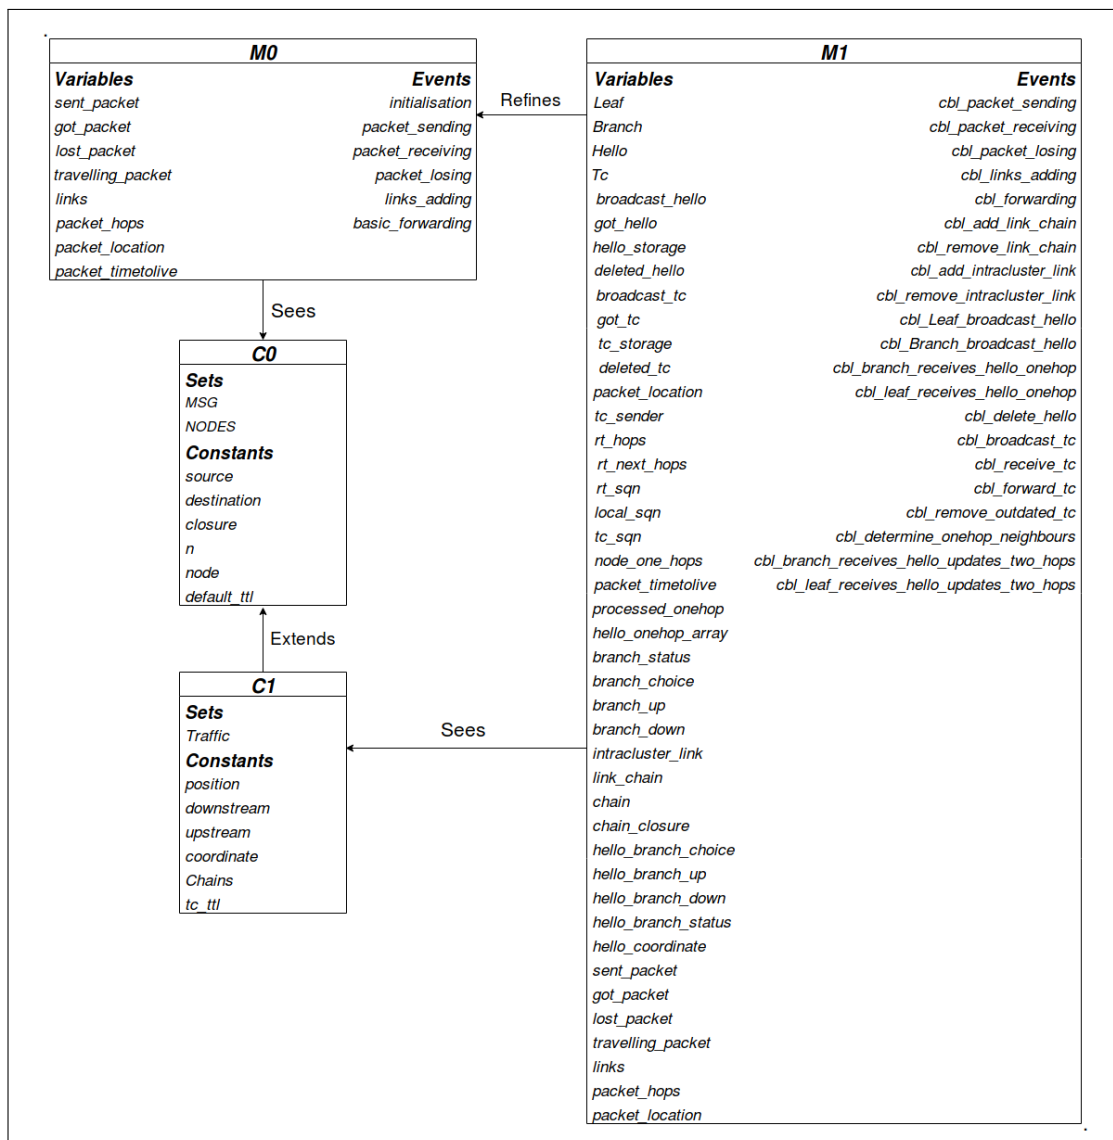 M0
Variables Events
sent_packet initialisation
got_packet packet_sending
lost_packet packet_receiving
travelling_packet packet_losing
links links_adding
packet_hops basic_forwarding
packet_location
packet_timetolive
Refines
Sees
C0
Sets
MSG
NODES
Constants
source
destination
closure
n
node
default_ttl
Extends
C1
Sets
Traffic
Constants
position
downstream
upstream
coordinate
Chains
tc_ttl
Sees
M1
Variables Events
Leaf cbl_packet_sending
Branch cbl_packet_receiving
Hello cbl_packet_losing
Tc cbl_links_adding
broadcast_hello cbl_forwarding
got_hello cbl_add_link_chain
hello_storage cbl_remove_link_chain
deleted_hello cbl_add_intracluster_link
broadcast_tc cbl_remove_intracluster_link
got_tc cbl_Leaf_broadcast_hello
tc_storage cbl_Branch_broadcast_hello
deleted_tc cbl_branch_receives_hello_onehop
packet_location cbl_leaf_receives_hello_onehop
tc_sender cbl_delete_hello
rt_hops cbl_broadcast_tc
rt_next_hops cbl_receive_tc
rt_sqn cbl_forward_tc
local_sqn cbl_remove_outdated_tc
tc_sqn cbl_determine_onehop_neighbours
node_one_hops cbl_branch_receives_hello_updates_two_hops
packet_timetolive cbl_leaf_receives_hello_updates_two_hops
processed_onehop
hello_onehop_array
branch_status
branch_choice
branch_up
branch_down
intracluster_link
link_chain
chain
chain_closure
hello_branch_choice
hello_branch_up
hello_branch_down
hello_branch_status
hello_coordinate
sent_packet
got_packet
lost_packet
travelling_packet
links
packet_hops
packet_location